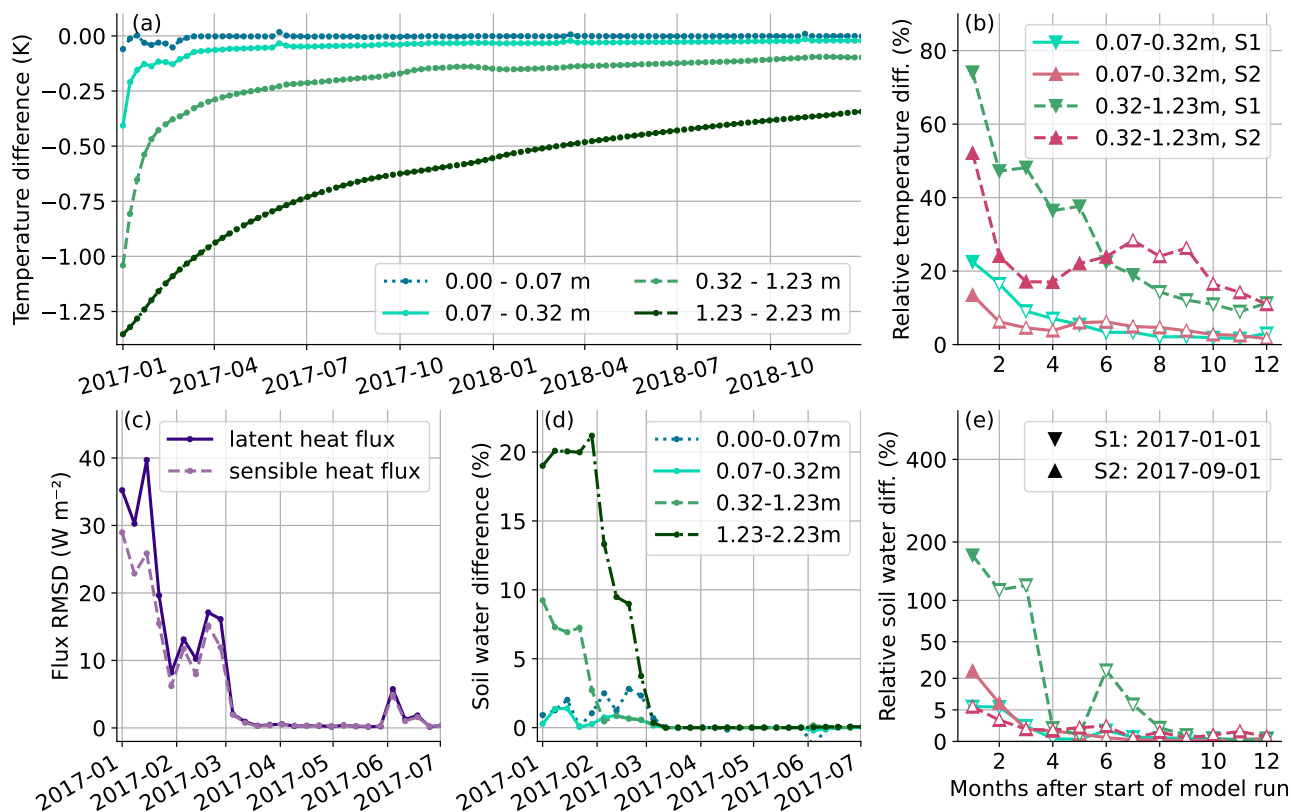 (a)
Temperature difference (K)
0.00
−0.25
−0.50
−0.75
−1.00
−1.25
0.00 - 0.07 m
0.07 - 0.32 m
0.32 - 1.23 m
1.23 - 2.23 m
2017-01
2017-04
2017-07
2017-10
2018-01
2018-04
2018-07
2018-10
(b)
Relative temperature diff. (%)
80
60
40
20
0
0.07-0.32m, S1
0.07-0.32m, S2
0.32-1.23m, S1
0.32-1.23m, S2
2 4 6 8 10 12
(c)
Flux RMSD (W m⁻²)
40
30
20
10
0
latent heat flux
sensible heat flux
2017-01
2017-02
2017-03
2017-04
2017-05
2017-06
2017-07
(d)
Soil water difference (%)
20
15
10
5
0
0.00-0.07m
0.07-0.32m
0.32-1.23m
1.23-2.23m
2017-01
2017-02
2017-03
2017-04
2017-05
2017-06
2017-07
(e)
Relative soil water diff. (%)
400
200
100
50
20
5
0
S1: 2017-01-01
S2: 2017-09-01
2 4 6 8 10 12
Months after start of model run